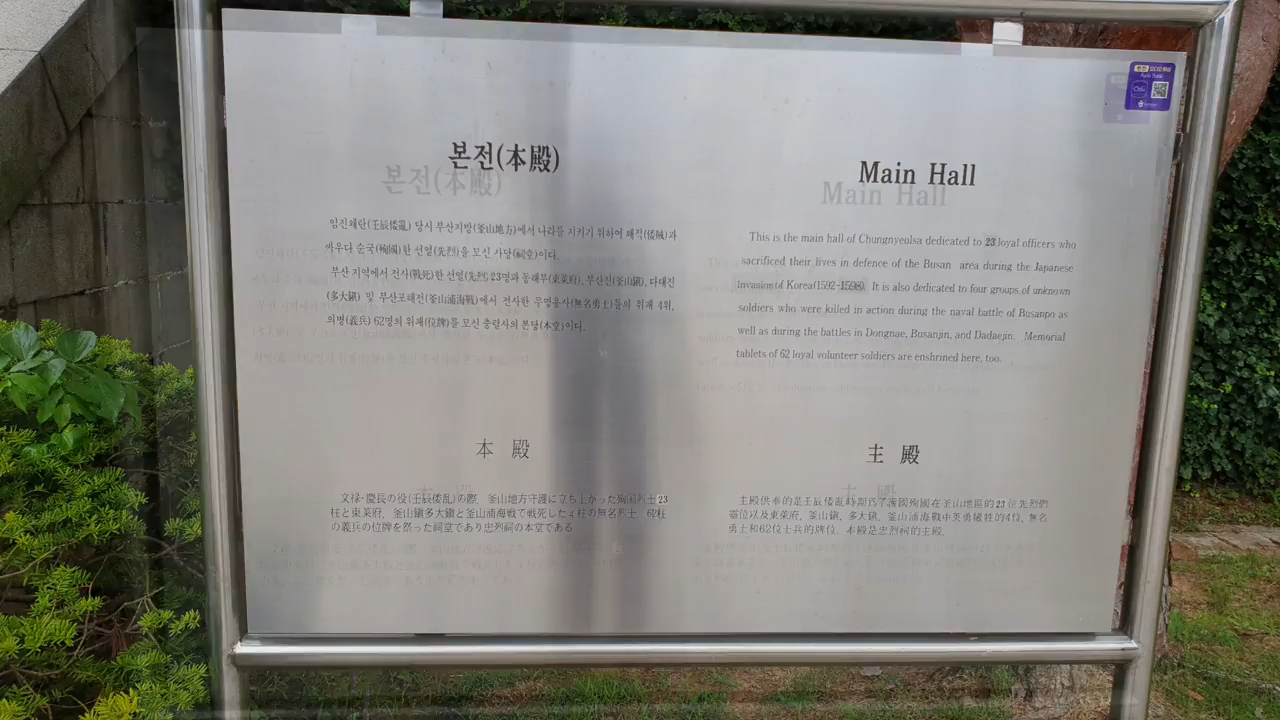 본전(本殿)
임진왜란(壬辰倭亂) 당시 부산지방(釜山地方)에서 나라를 지키기 위하여 왜적(倭賊)과
싸우다 순국(殉國)한 선열(先烈)을 모신 사당(祠堂)이다.
부산 지역에서 전사(戰死)한 선열(先烈) 23명과 동래부(東萊府), 부산진(釜山鎭), 다대진
(多大鎭) 및 부산포해전(釜山浦海戰)에서 전사한 무명용사(無名勇士)들의 위패 4위,
의병(義兵) 62명의 위패(位牌)를 모신 충렬사의 본당(本堂)이다.
Main Hall
This is the main hall of Chungnyeolsa dedicated to 23 loyal officers who
sacrificed their lives in defence of the Busan area during the Japanese
invasion of Korea(1592-1598). It is also dedicated to four groups of unknown
soldiers who were killed in action during the naval battle of Busanpo as
well as during the battles in Dongnae, Busanjin, and Dadaejin. Memorial
tablets of 62 loyal volunteer soldiers are enshrined here, too.
本 殿
文禄·慶長の役(壬辰倭乱)の際, 釜山地方守護に立ち上がった殉国烈士23
柱と東萊府, 釜山鎭多大鎭と釜山浦海戦で戦死した4柱の無名烈士, 62柱
の義兵の位牌を祭った祠堂であり忠烈祠の本堂である
主 殿
主殿供奉的是壬辰倭亂時期爲了護國殉國在釜山地區的23位先烈們
靈位以及東萊府, 釜山鎭, 多大鎭, 釜山浦海戰中英勇犧牲的4位, 無名
勇士和62位士兵的牌位. 本殿是忠烈祠的主殿.